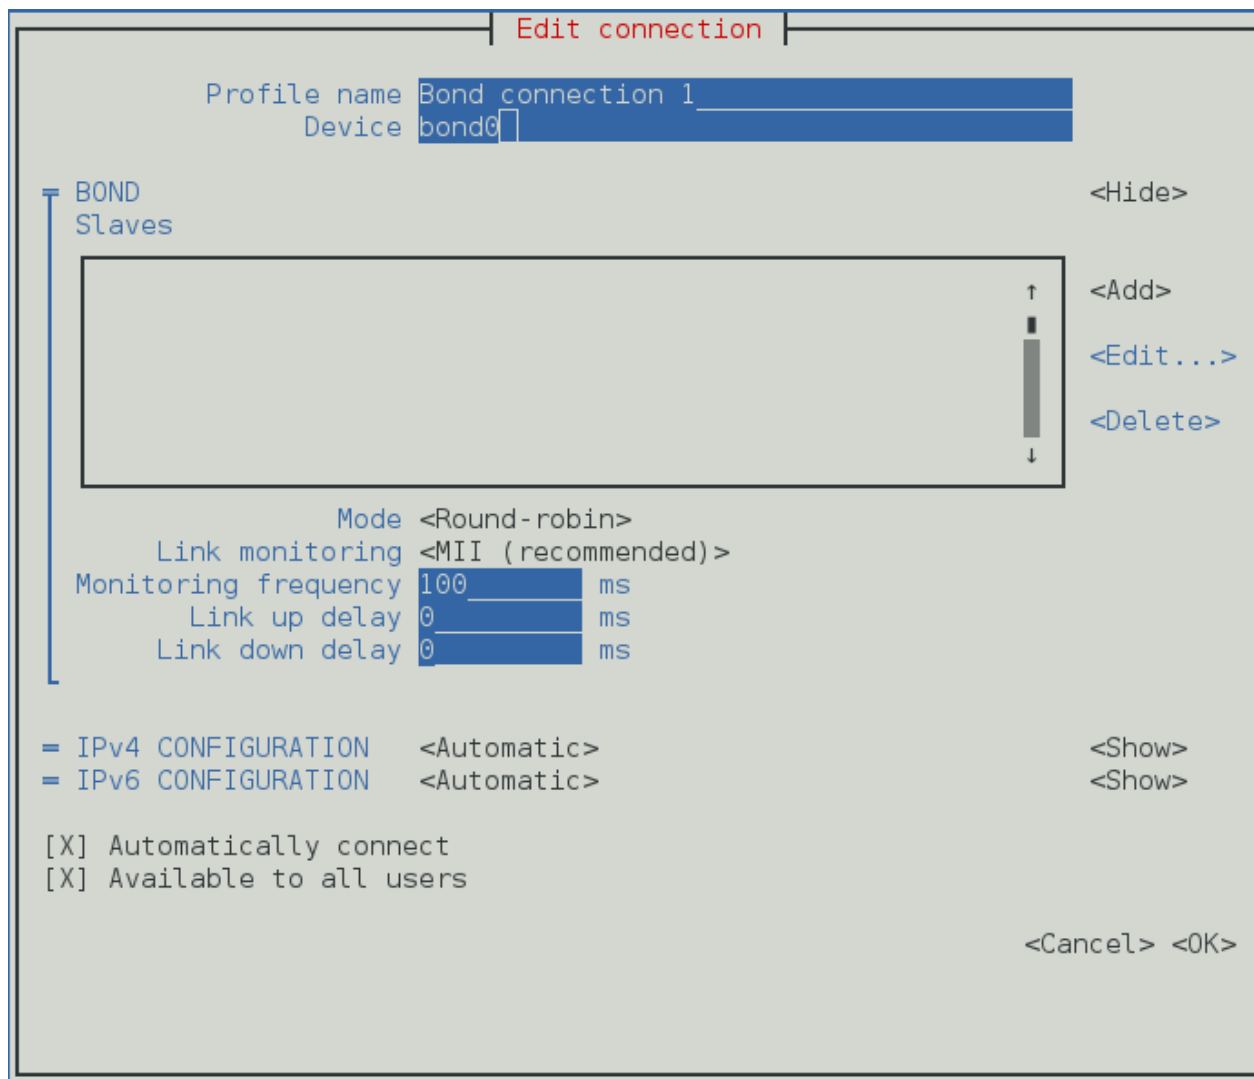 Edit connection
Profile name Bond connection 1
Device bond0
BOND <Hide>
Slaves
↑ <Add>
<Edit...>
<Delete>
↓
Mode <Round-robin>
Link monitoring <MII (recommended)>
Monitoring frequency 100 ms
Link up delay 0 ms
Link down delay 0 ms
= IPv4 CONFIGURATION <Automatic> <Show>
= IPv6 CONFIGURATION <Automatic> <Show>
[X] Automatically connect
[X] Available to all users
<Cancel> <OK>